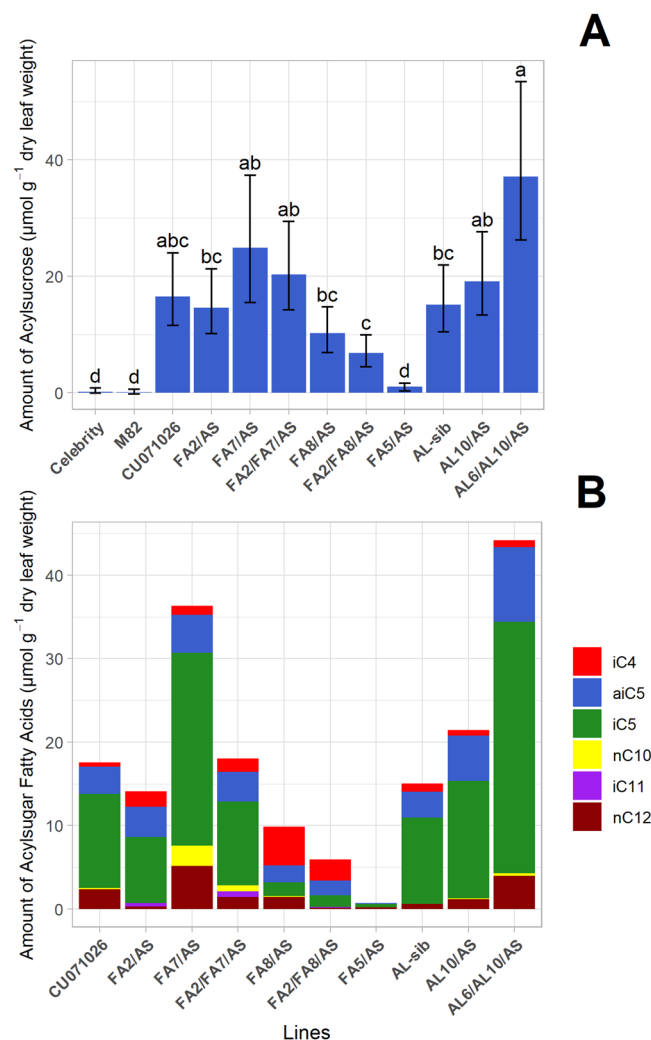 A
Amount of Acylsucrose (μmol g⁻¹ dry leaf weight)
40
20
0
d
d
abc
bc
ab
ab
bc
c
d
bc
ab
a
Celebrity
M82
CU071026
FA2/AS
FA7/AS
FA2/FA7/AS
FA8/AS
FA2/FA8/AS
FA5/AS
AL-sib
AL10/AS
AL6/AL10/AS
B
Amount of Acylsugar Fatty Acids (μmol g⁻¹ dry leaf weight)
40
30
20
10
0
CU071026
FA2/AS
FA7/AS
FA2/FA7/AS
FA8/AS
FA2/FA8/AS
FA5/AS
AL-sib
AL10/AS
AL6/AL10/AS
Lines
iC4
aiC5
iC5
nC10
iC11
nC12